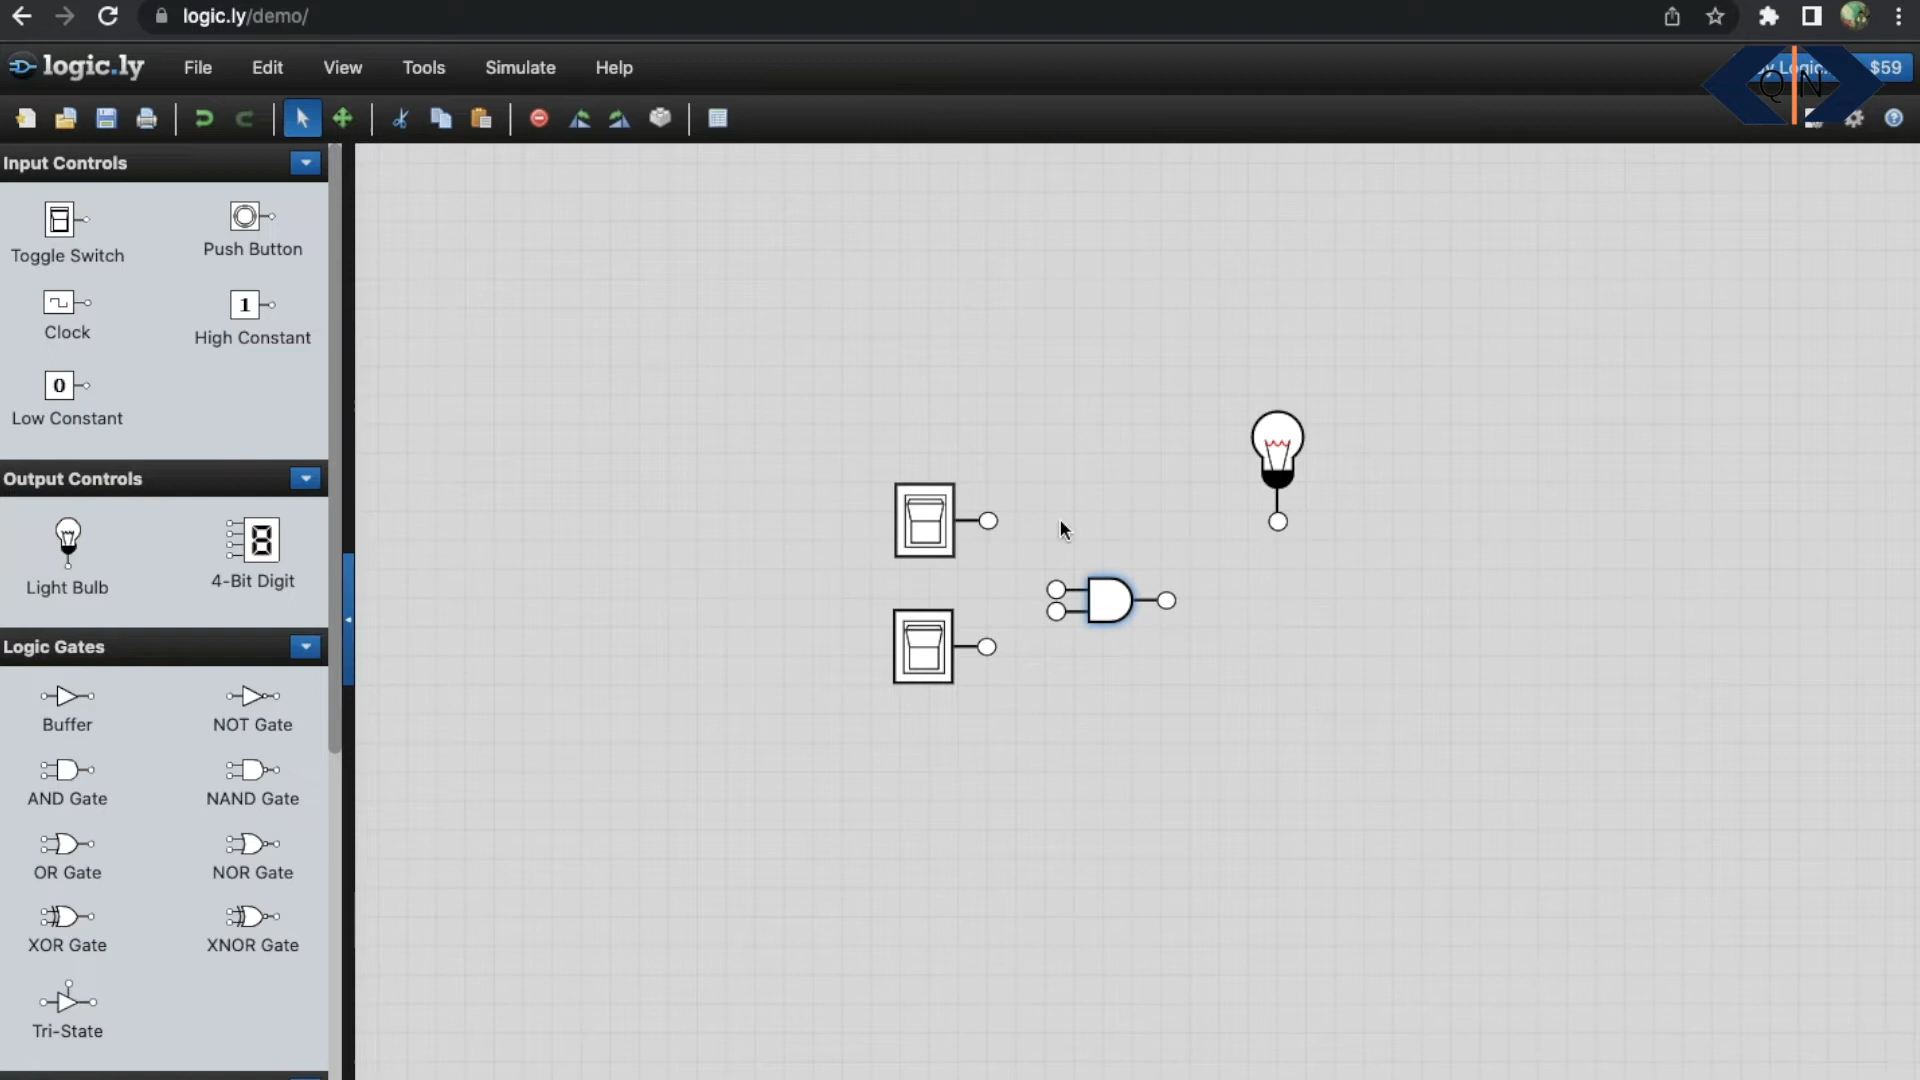 logic.ly/demo/
logic.ly File Edit View Tools Simulate Help
Logic. $59
Q N
Input Controls
Toggle Switch Push Button
Clock 1 High Constant
0 Low Constant
Output Controls
Light Bulb 8 4-Bit Digit
Logic Gates
Buffer NOT Gate
AND Gate NAND Gate
OR Gate NOR Gate
XOR Gate XNOR Gate
Tri-State